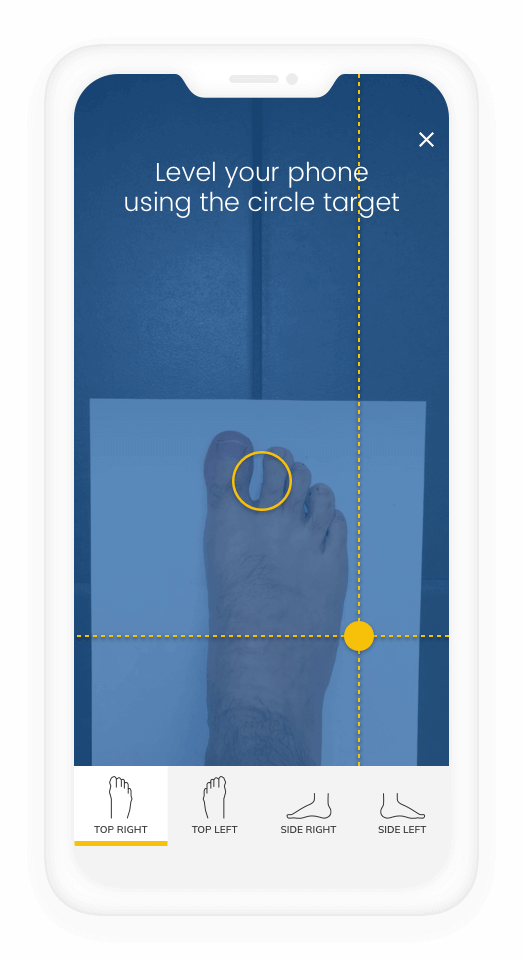 Level your phone
using the circle target
TOP RIGHT
TOP LEFT
SIDE RIGHT
SIDE LEFT